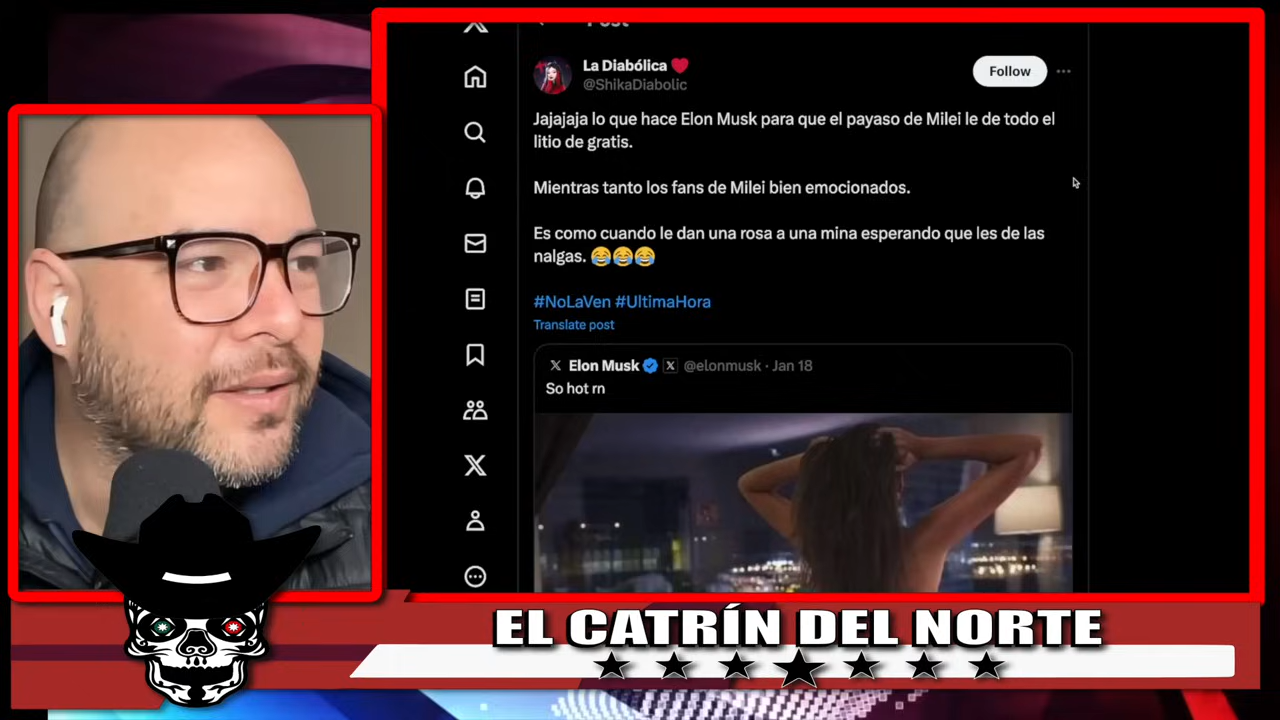 Post
La Diabólica
@ShikaDiabolic
Follow
Jajajaja lo que hace Elon Musk para que el payaso de Milei le de todo el
litio de gratis.
Mientras tanto los fans de Milei bien emocionados.
Es como cuando le dan una rosa a una mina esperando que les de las
nalgas. 😂😂😂
#NoLaVen #UltimaHora
Translate post
Elon Musk @elonmusk · Jan 18
So hot rn
EL CATRÍN DEL NORTE